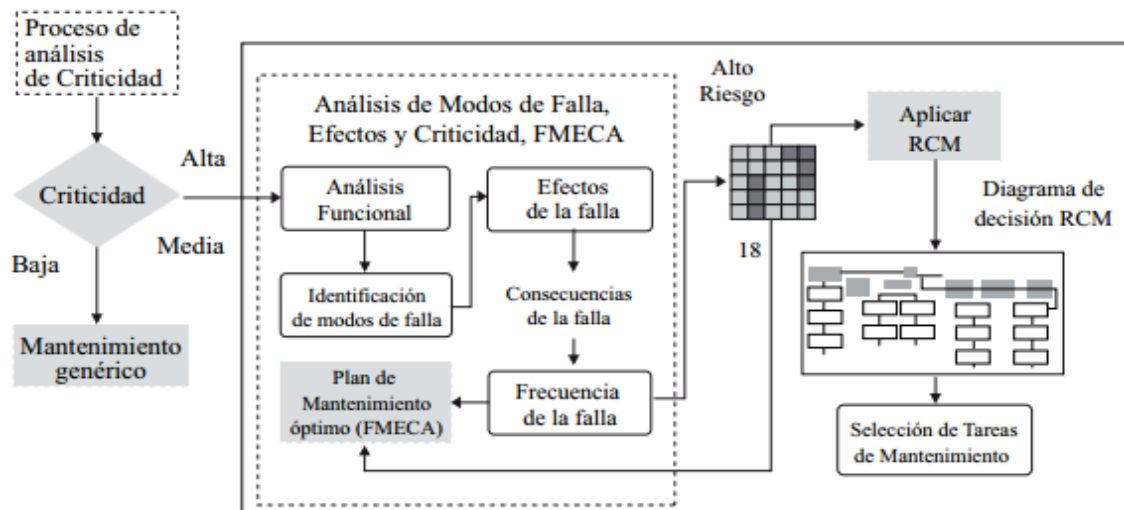 Proceso de
análisis
de Criticidad
Criticidad
Alta
Media
Baja
Mantenimiento
genérico
Análisis de Modos de Falla,
Efectos y Criticidad, FMECA
Análisis
Funcional
Identificación
de modos de falla
Efectos
de la falla
Consecuencias
de la falla
Frecuencia
de la falla
Plan de
Mantenimiento
óptimo (FMECA)
Alto
Riesgo
18
Aplicar
RCM
Diagrama de
decisión RCM
Selección de Tareas
de Mantenimiento